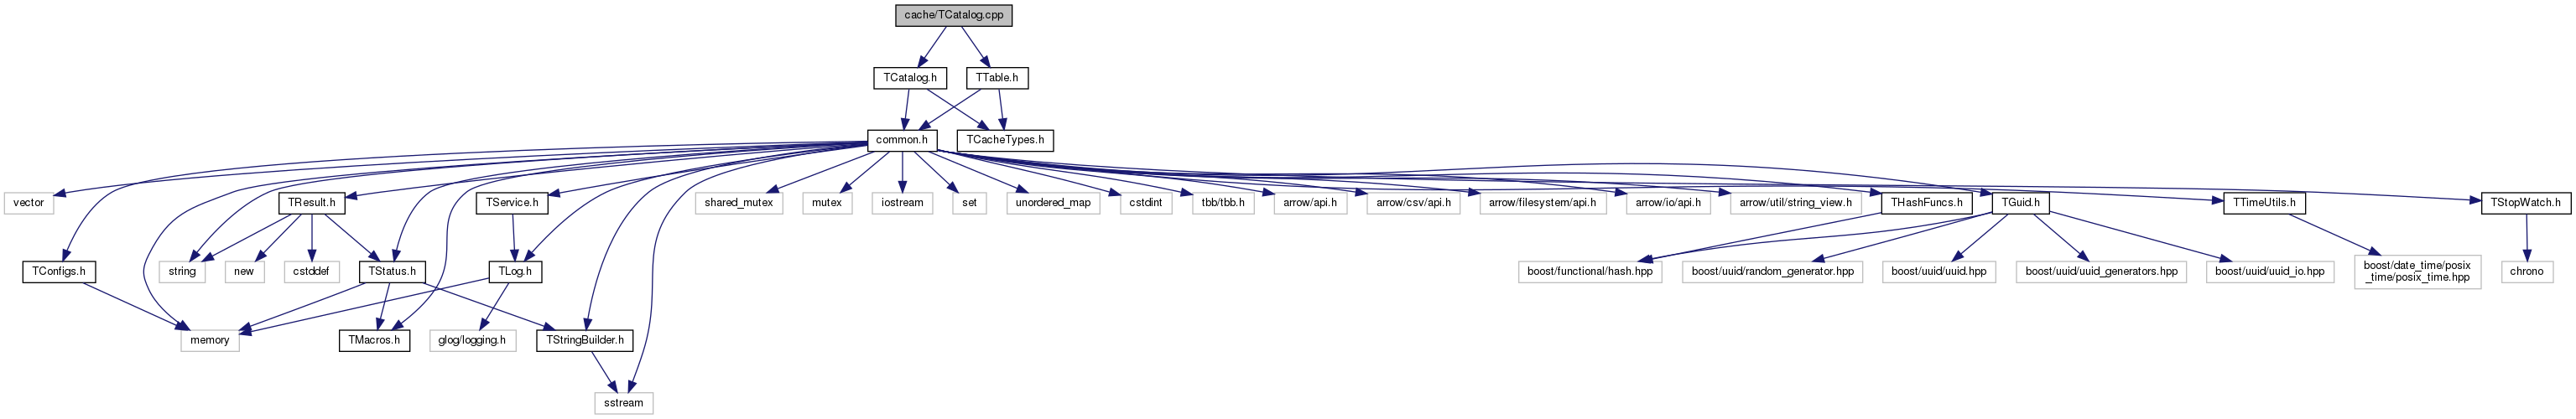 cache/TCatalog.cpp
TCatalog.h
TTable.h
common.h
TCacheTypes.h
vector
TResult.h
TService.h
shared_mutex
mutex
iostream
set
unordered_map
cstdint
tbb/tbb.h
arrow/api.h
arrow/csv/api.h
arrow/filesystem/api.h
arrow/io/api.h
arrow/util/string_view.h
THashFuncs.h
TGuid.h
TTimeUtils.h
TStopWatch.h
TConfigs.h
string
new
cstddef
TStatus.h
TLog.h
boost/functional/hash.hpp
boost/uuid/random_generator.hpp
boost/uuid/uuid.hpp
boost/uuid/uuid_generators.hpp
boost/uuid/uuid_io.hpp
boost/date_time/posix
_time/posix_time.hpp
chrono
memory
TMacros.h
glog/logging.h
TStringBuilder.h
sstream